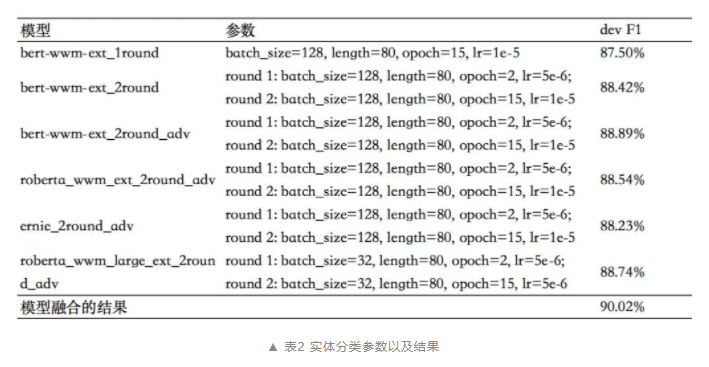 模型 参数 dev F1
bert-wwm-ext_1round batch_size=128, length=80, opoch=15, lr=1e-5 87.50%
bert-wwm-ext_2round round 1: batch_size=128, length=80, opoch=2, lr=5e-6; 88.42%
round 2: batch_size=128, length=80, opoch=15, lr=1e-5
bert-wwm-ext_2round_adv round 1: batch_size=128, length=80, opoch=2, lr=5e-6; 88.89%
round 2: batch_size=128, length=80, opoch=15, lr=1e-5
roberta_wwm_ext_2round_adv round 1: batch_size=128, length=80, opoch=2, lr=5e-6; 88.54%
round 2: batch_size=128, length=80, opoch=15, lr=1e-5
ernie_2round_adv round 1: batch_size=128, length=80, opoch=2, lr=5e-6; 88.23%
round 2: batch_size=128, length=80, opoch=15, lr=1e-5
roberta_wwm_large_ext_2roun round 1: batch_size=32, length=80, opoch=2, lr=5e-6; 88.74%
d_adv round 2: batch_size=32, length=80, opoch=15, lr=5e-6
模型融合的结果 90.02%
▲ 表2 实体分类参数以及结果